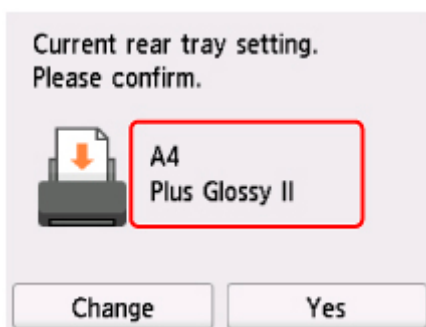 Current rear tray setting.
Please confirm.
A4
Plus Glossy II
Change
Yes